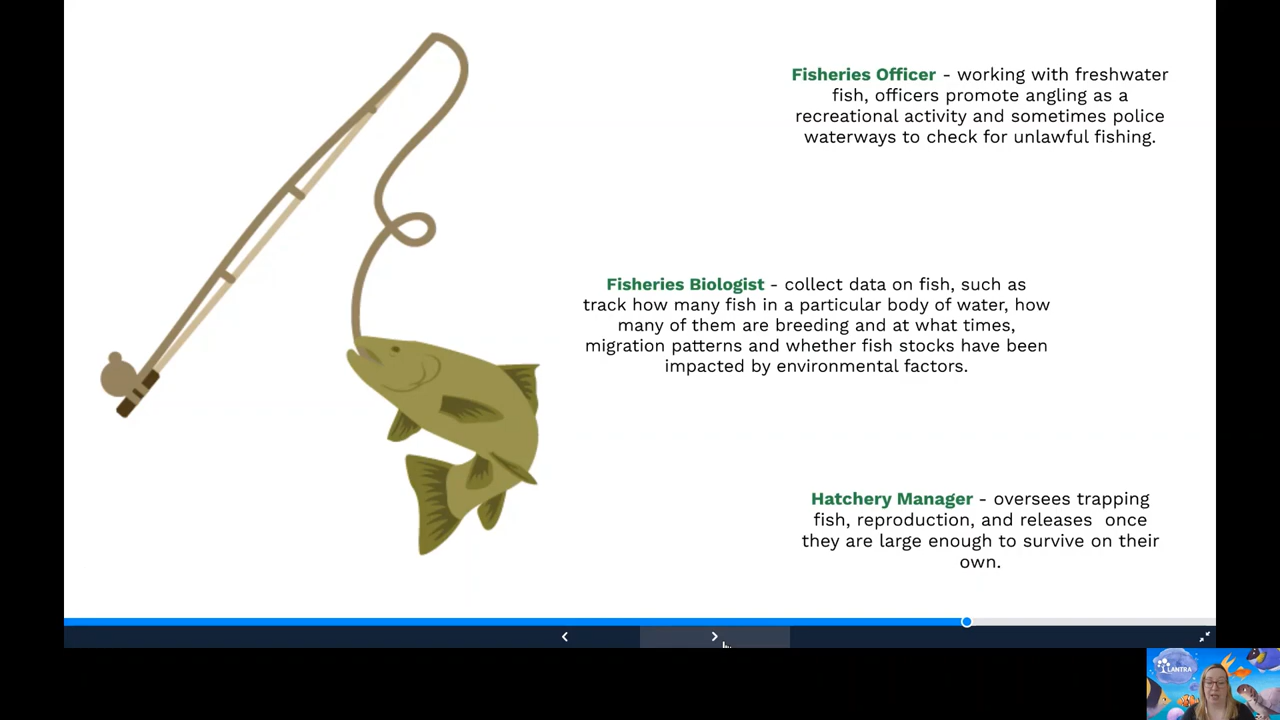 Fisheries Officer - working with freshwater
fish, officers promote angling as a
recreational activity and sometimes police
waterways to check for unlawful fishing.
Fisheries Biologist - collect data on fish, such as
track how many fish in a particular body of water, how
many of them are breeding and at what times,
migration patterns and whether fish stocks have been
impacted by environmental factors.
Hatchery Manager - oversees trapping
fish, reproduction, and releases once
they are large enough to survive on their
own.
LANTRA